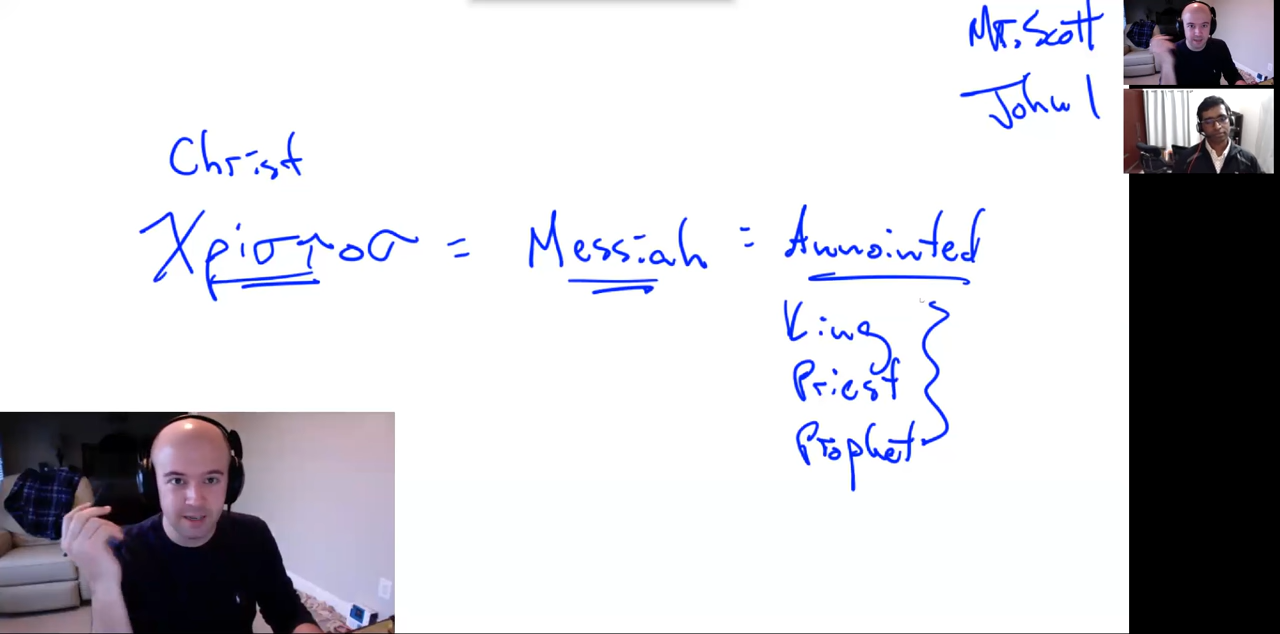 Mr. Scott
John 1
Christ
Χριστοσ = Messiah = Annointed
King
Priest
Prophet